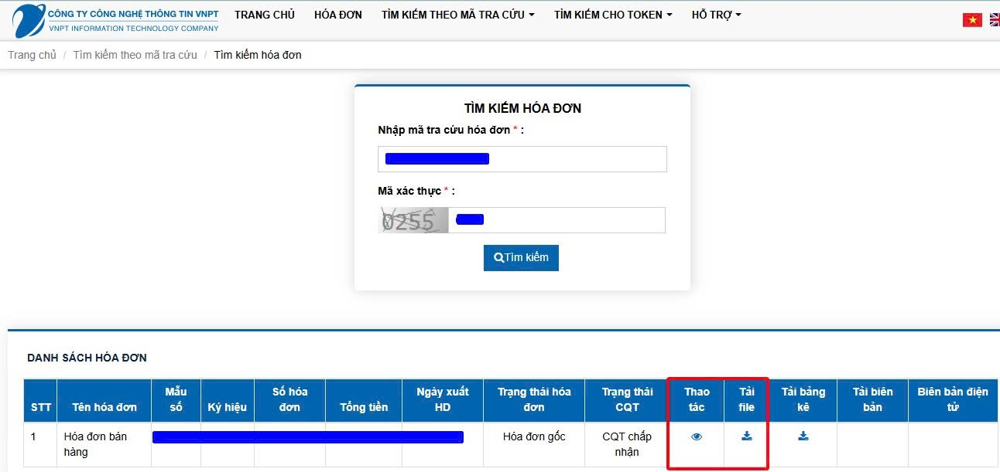 CÔNG TY CÔNG NGHỆ THÔNG TIN VNPT
VNPT INFORMATION TECHNOLOGY COMPANY
TRANG CHỦ
HÓA ĐƠN
TÌM KIẾM THEO MÃ TRA CỨU
TÌM KIẾM CHO TOKEN
HỖ TRỢ
Trang chủ / Tìm kiếm theo mã tra cứu / Tìm kiếm hóa đơn
TÌM KIẾM HÓA ĐƠN
Nhập mã tra cứu hóa đơn * :
Mã xác thực * :
0255
Tìm kiếm
DANH SÁCH HÓA ĐƠN
STT
Tên hóa đơn
Mẫu
số
Ký hiệu
Số hóa
đơn
Tổng tiền
Ngày xuất
HD
Trạng thái hóa
đơn
Trạng thái
CQT
Thao
tác
Tải
file
Tải bảng
kê
Tải biên
bản
Biên bản điện
tử
1
Hóa đơn bán
hàng
Hóa đơn gốc
CQT chấp
nhận